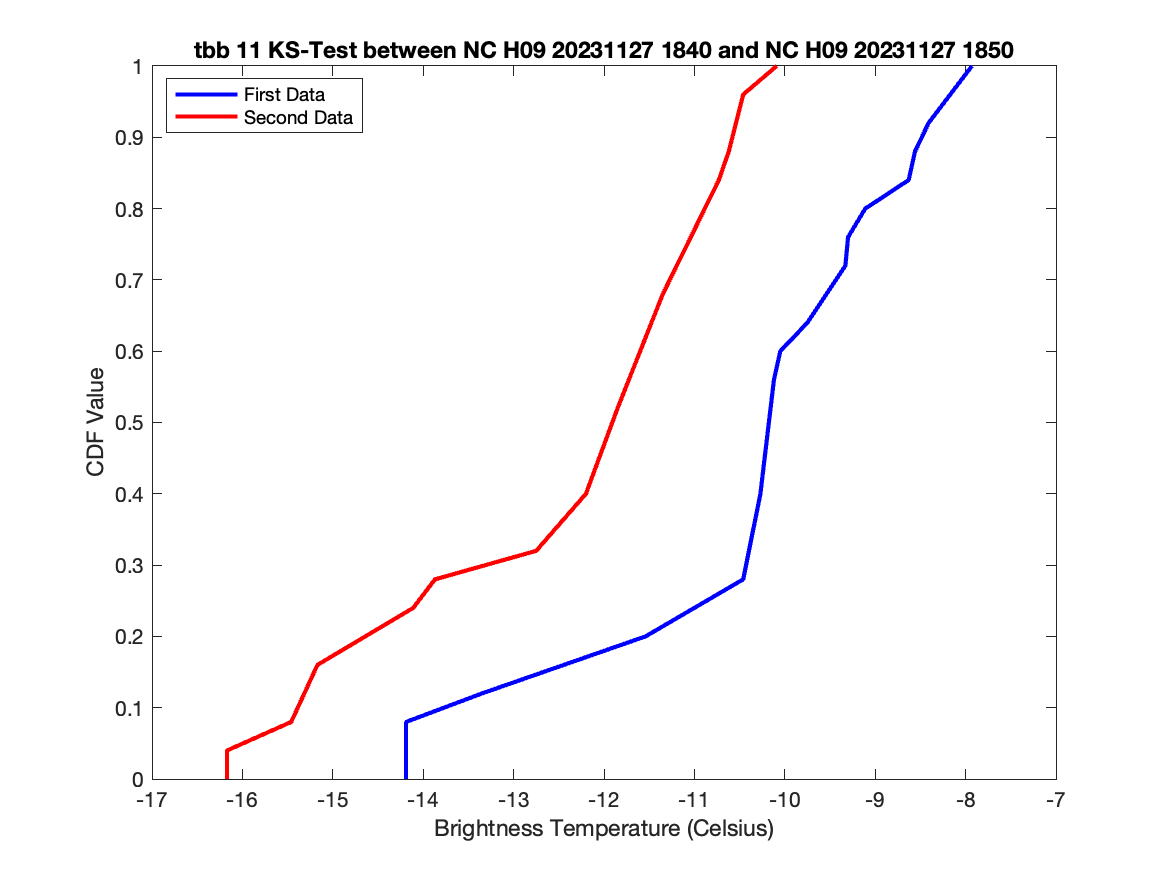 tbb 11 KS-Test between NC H09 20231127 1840 and NC H09 20231127 1850
First Data
Second Data
1
0.9
0.8
0.7
0.6
0.5
0.4
0.3
0.2
0.1
0
CDF Value
-17 -16 -15 -14 -13 -12 -11 -10 -9 -8 -7
Brightness Temperature (Celsius)